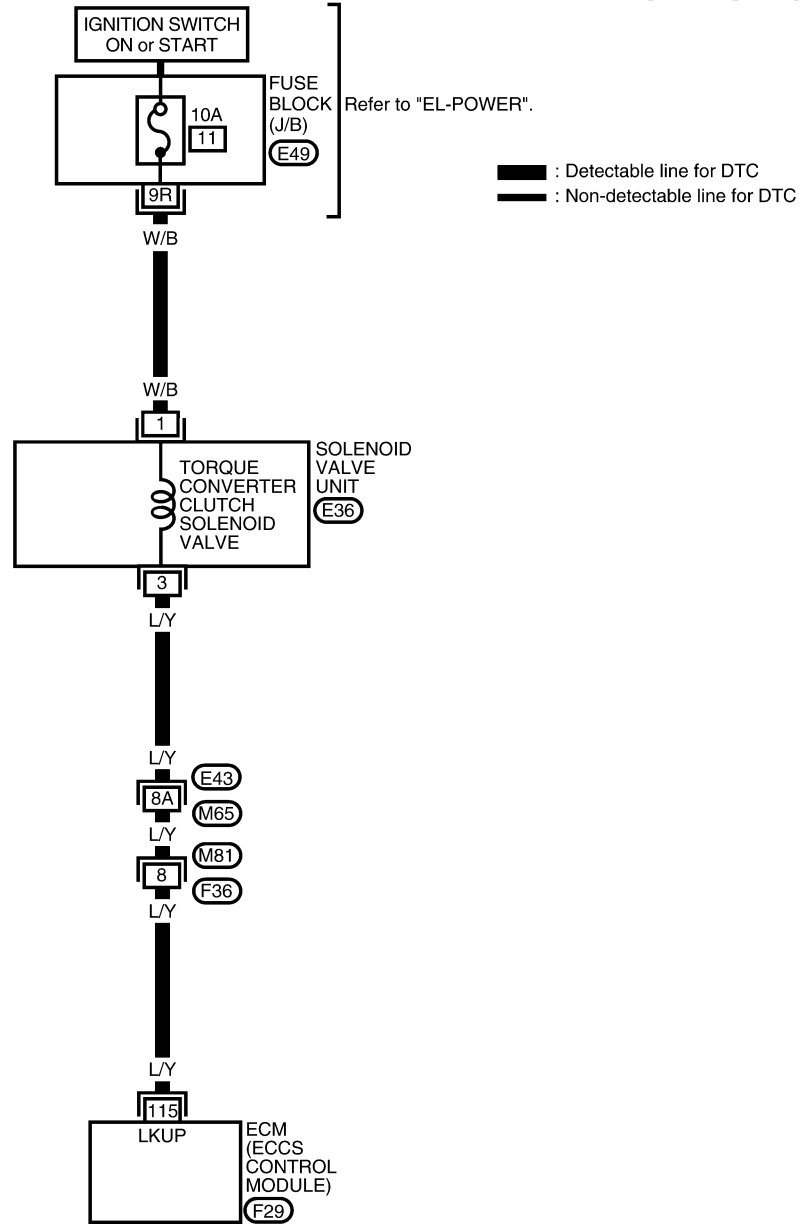 IGNITION SWITCH
ON or START
FUSE
BLOCK
(J/B)
Refer to "EL-POWER".
10A
11
E49
9R
W/B
: Detectable line for DTC
: Non-detectable line for DTC
W/B
1
TORQUE
CONVERTER
CLUTCH
SOLENOID
VALVE
SOLENOID
VALVE
UNIT
E36
3
L/Y
L/Y
E43
8A
M65
L/Y
M81
8
F36
L/Y
L/Y
115
LKUP
ECM
(ECCS
CONTROL
MODULE)
F29